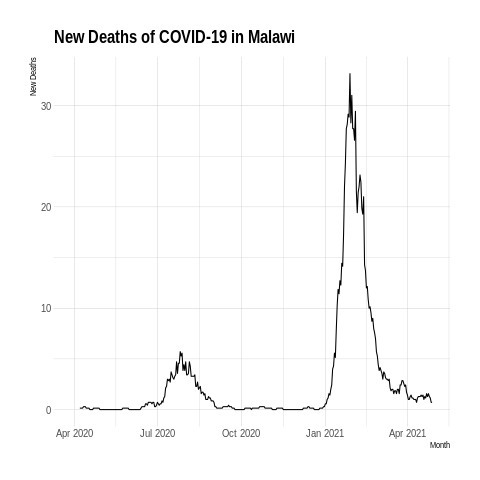 New Deaths of COVID-19 in Malawi
New Deaths
30
20
10
0
Apr 2020 Jul 2020 Oct 2020 Jan 2021 Apr 2021
Month